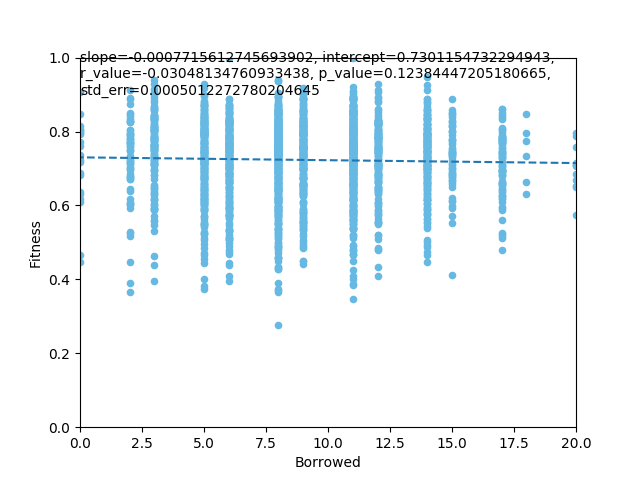 slope=-0.0007715612745693902, intercept=0.7301154732294943,
r_value=-0.03048134760933438, p_value=0.12384447205180665,
std_err=0.0005012272780204645
1.0
0.8
0.6
0.4
0.2
0.0
Fitness
0.0 2.5 5.0 7.5 10.0 12.5 15.0 17.5 20.0
Borrowed